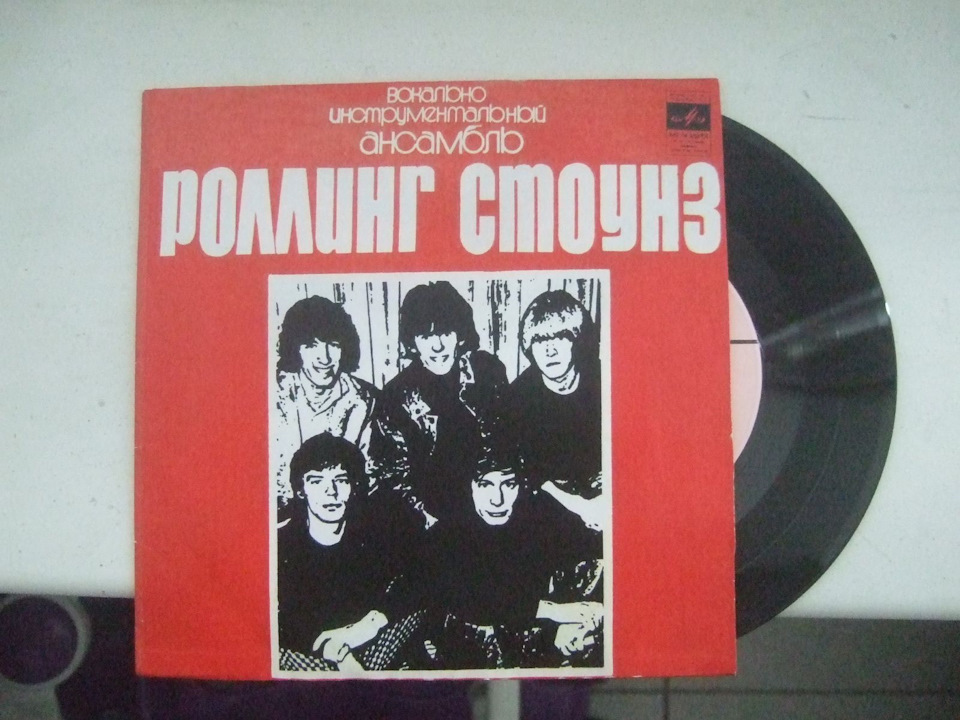 вокально
инструментальный
ансамбль
РОЛЛИНГ СТОУНЗ